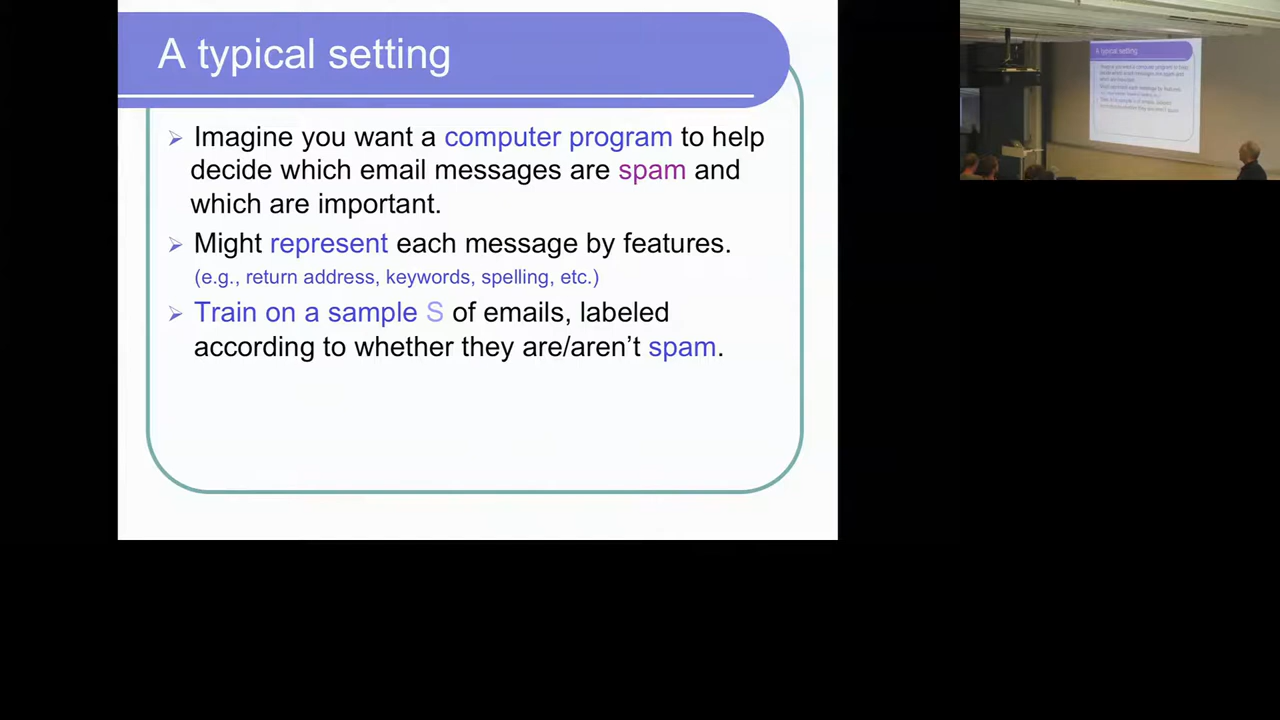 A typical setting
Imagine you want a computer program to help
decide which email messages are spam and
which are important.
Might represent each message by features.
(e.g., return address, keywords, spelling, etc.)
Train on a sample S of emails, labeled
according to whether they are/aren’t spam.
A typical setting